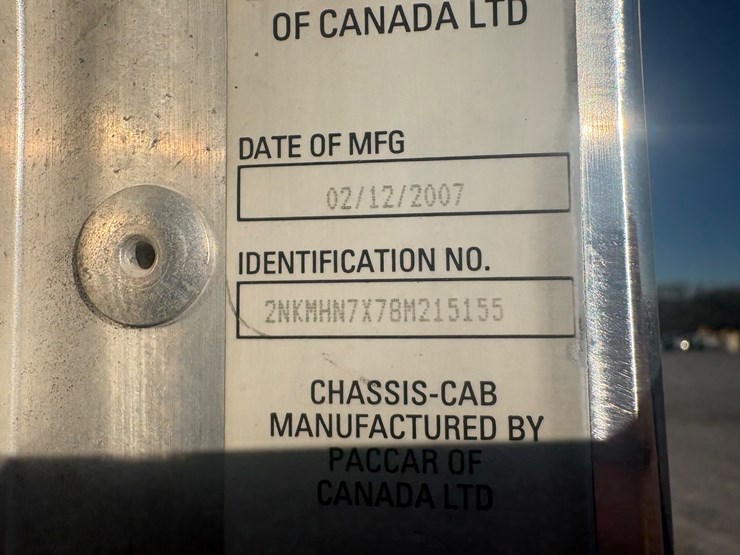 OF CANADA LTD
DATE OF MFG
02/12/2007
IDENTIFICATION NO.
2NKMHN7X78M215155
CHASSIS-CAB
MANUFACTURED BY
PACCAR OF
CANADA LTD